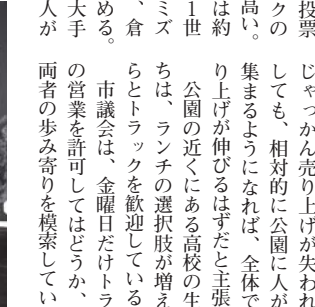 投票
クの
高い。
は約
ミズ
1世
、倉
める。
大手
人が
じゃっかん売り上げが失われ
しても、相対的に公園に人が
集まるようになれば、全体で
り上げが伸びるはずだと主張
公園の近くにある高校の生
ちは、ランチの選択肢が増え
らとトラックを歓迎している
市議会は、金曜日だけトラ
の営業を許可してはどうか、
両者の歩み寄りを模索してい